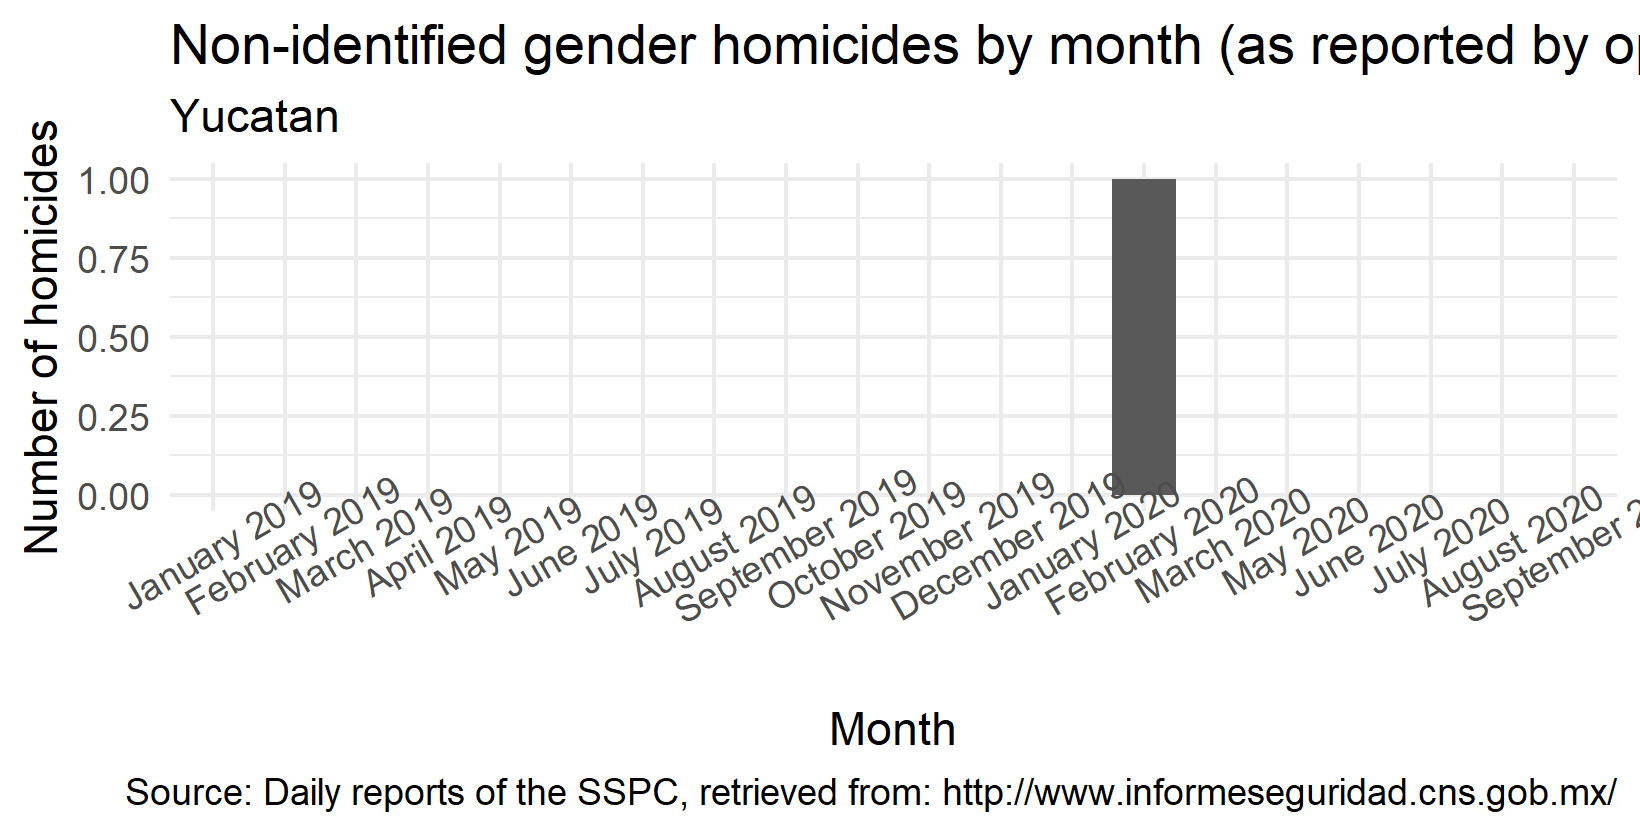 Non-identified gender homicides by month (as reported by
Yucatan
Number of homicides
1.00
0.75
0.50
0.25
0.00
January 2019
February 2019
March 2019
April 2019
May 2019
June 2019
July 2019
August 2019
September 2019
October 2019
November 2019
December 2019
January 2020
February 2020
March 2020
May 2020
June 2020
July 2020
August 2020
September
Month
Source: Daily reports of the SSPC, retrieved from: http://www.informeseguridad.cns.gob.mx/